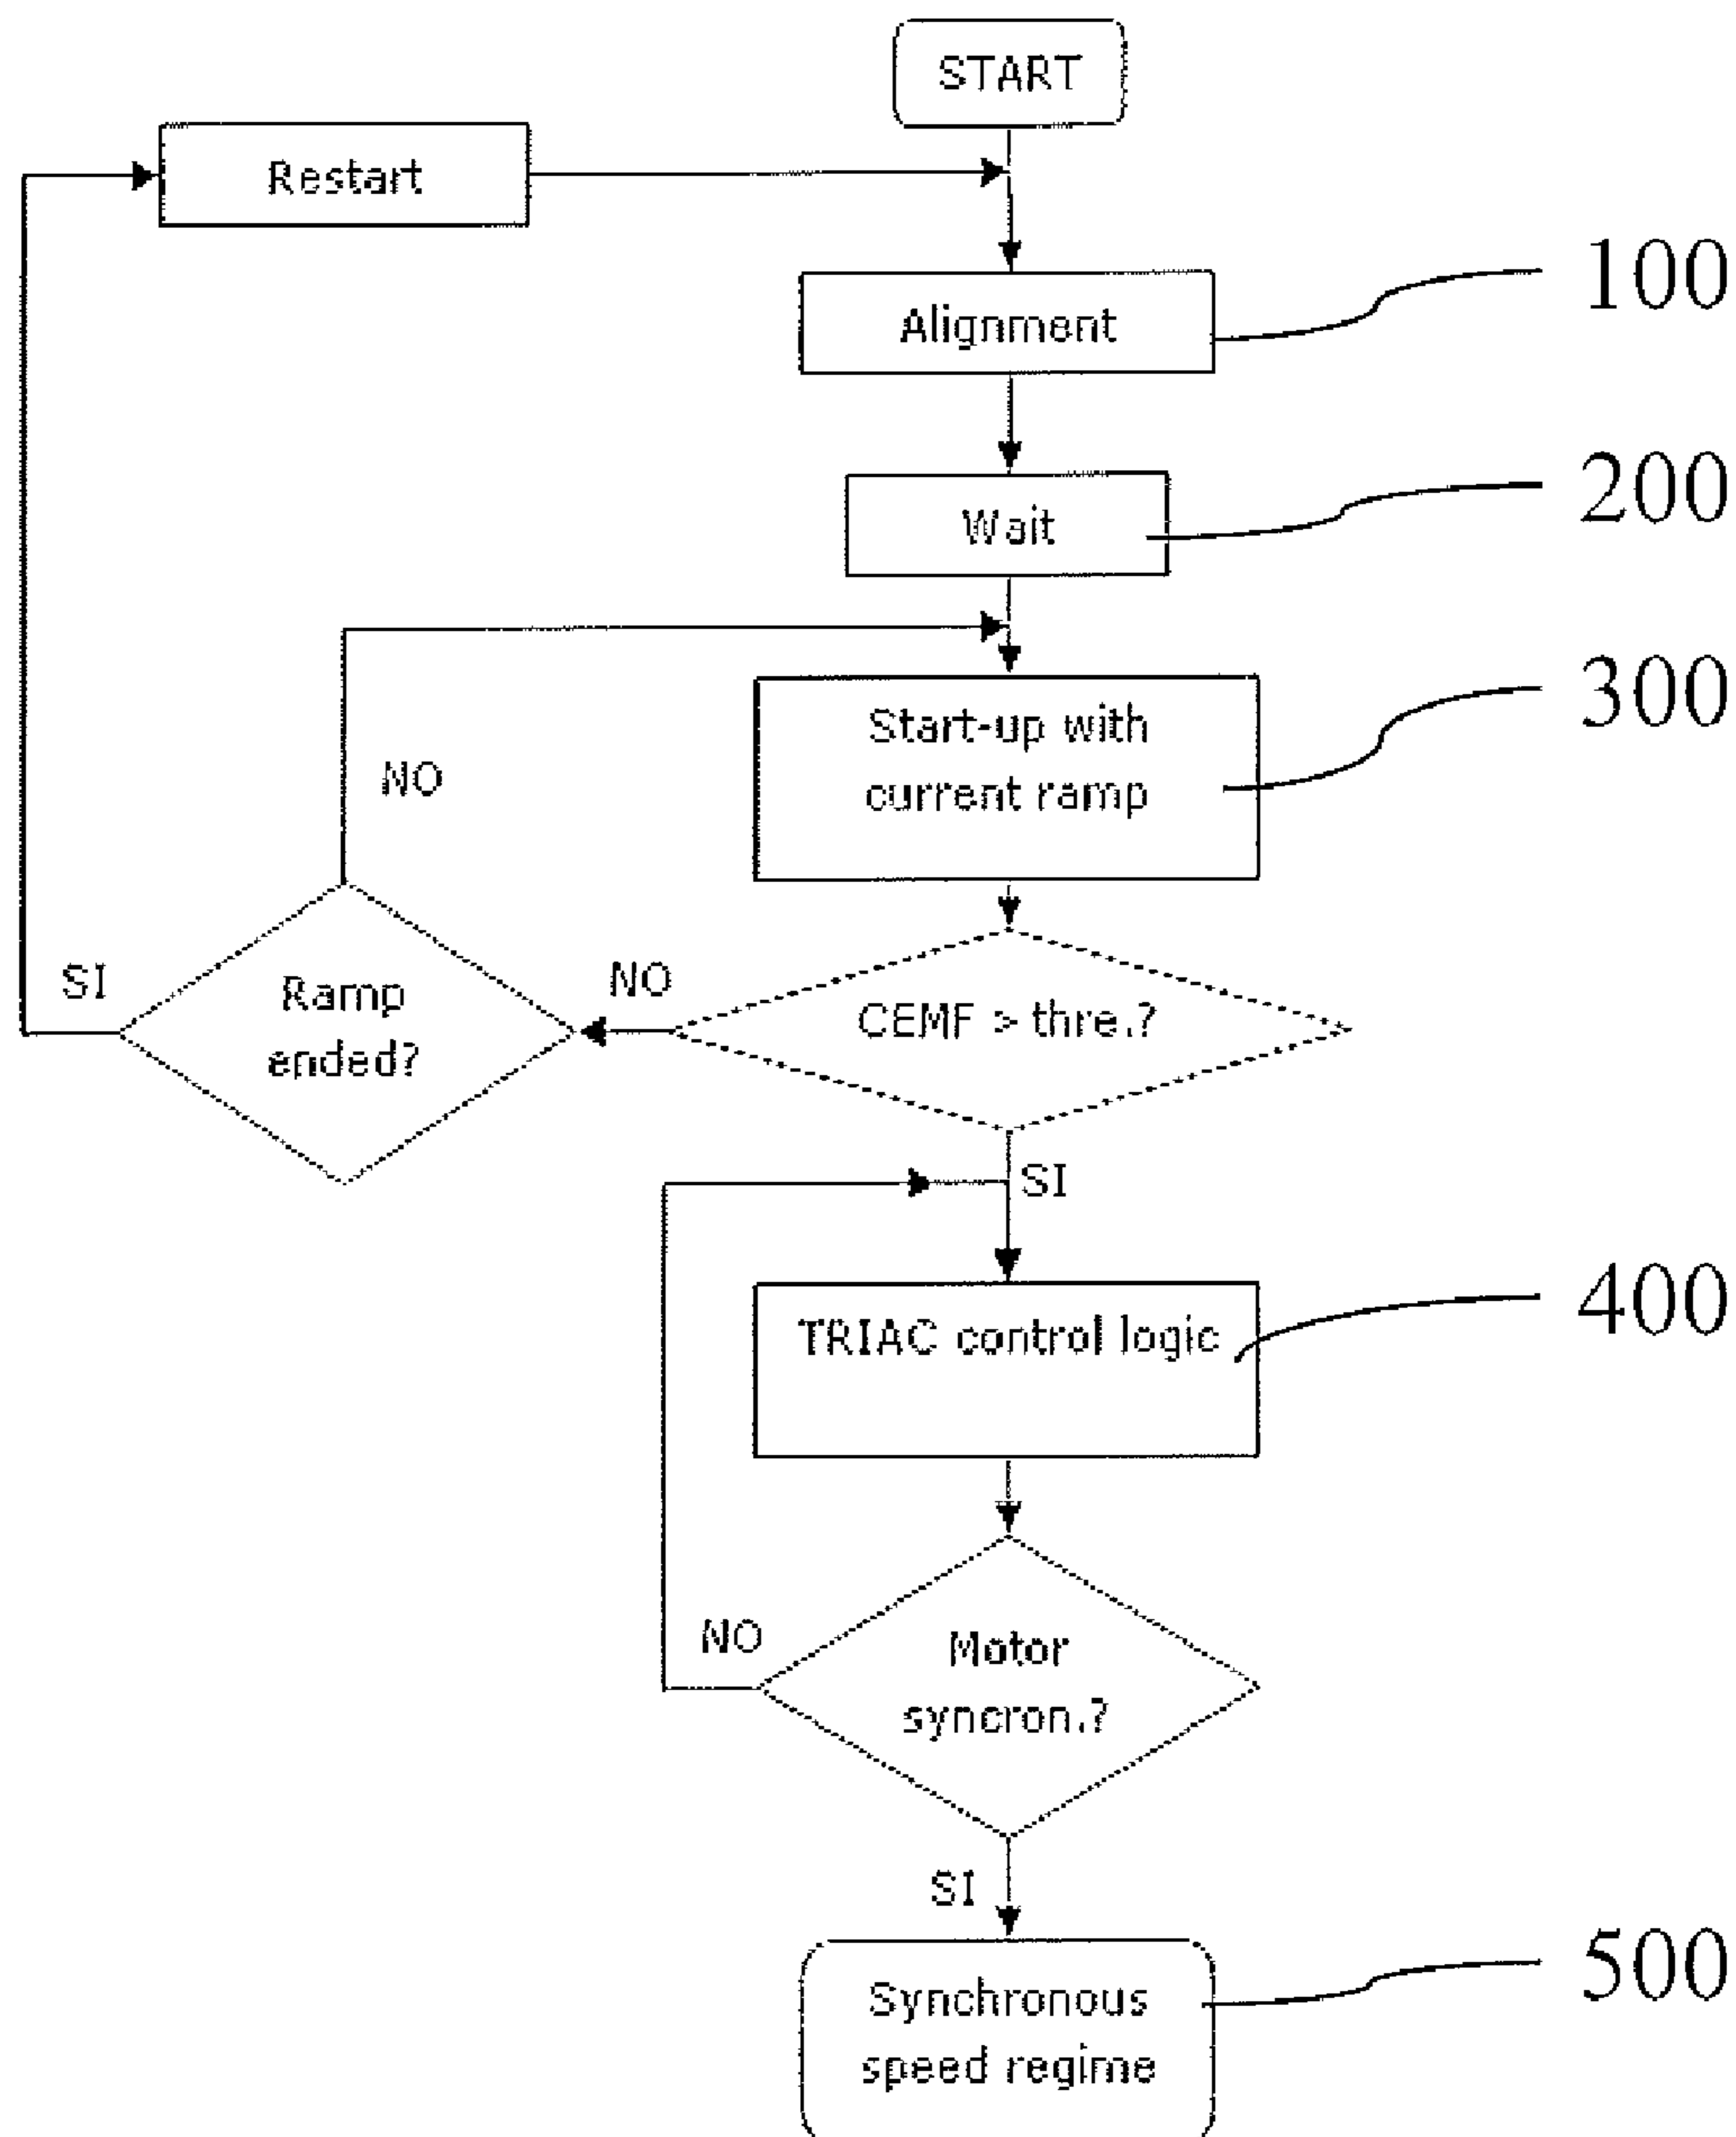 START
Restart
Alignment
100
Wait
200
Start-up with
current ramp
300
NO
SI
Ramp
ended?
NO
CEMF > thre.?
SI
TRIAC control logic
400
NO
Motor
syncron.?
SI
Synchronous
speed regime
500